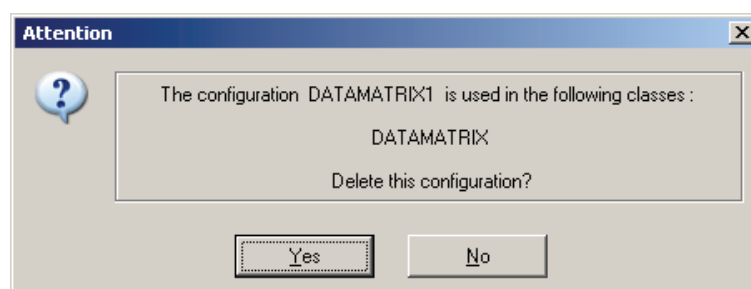 Attention
The configuration DATAMATRIX1 is used in the following classes :
DATAMATRIX
Delete this configuration?
Yes
No